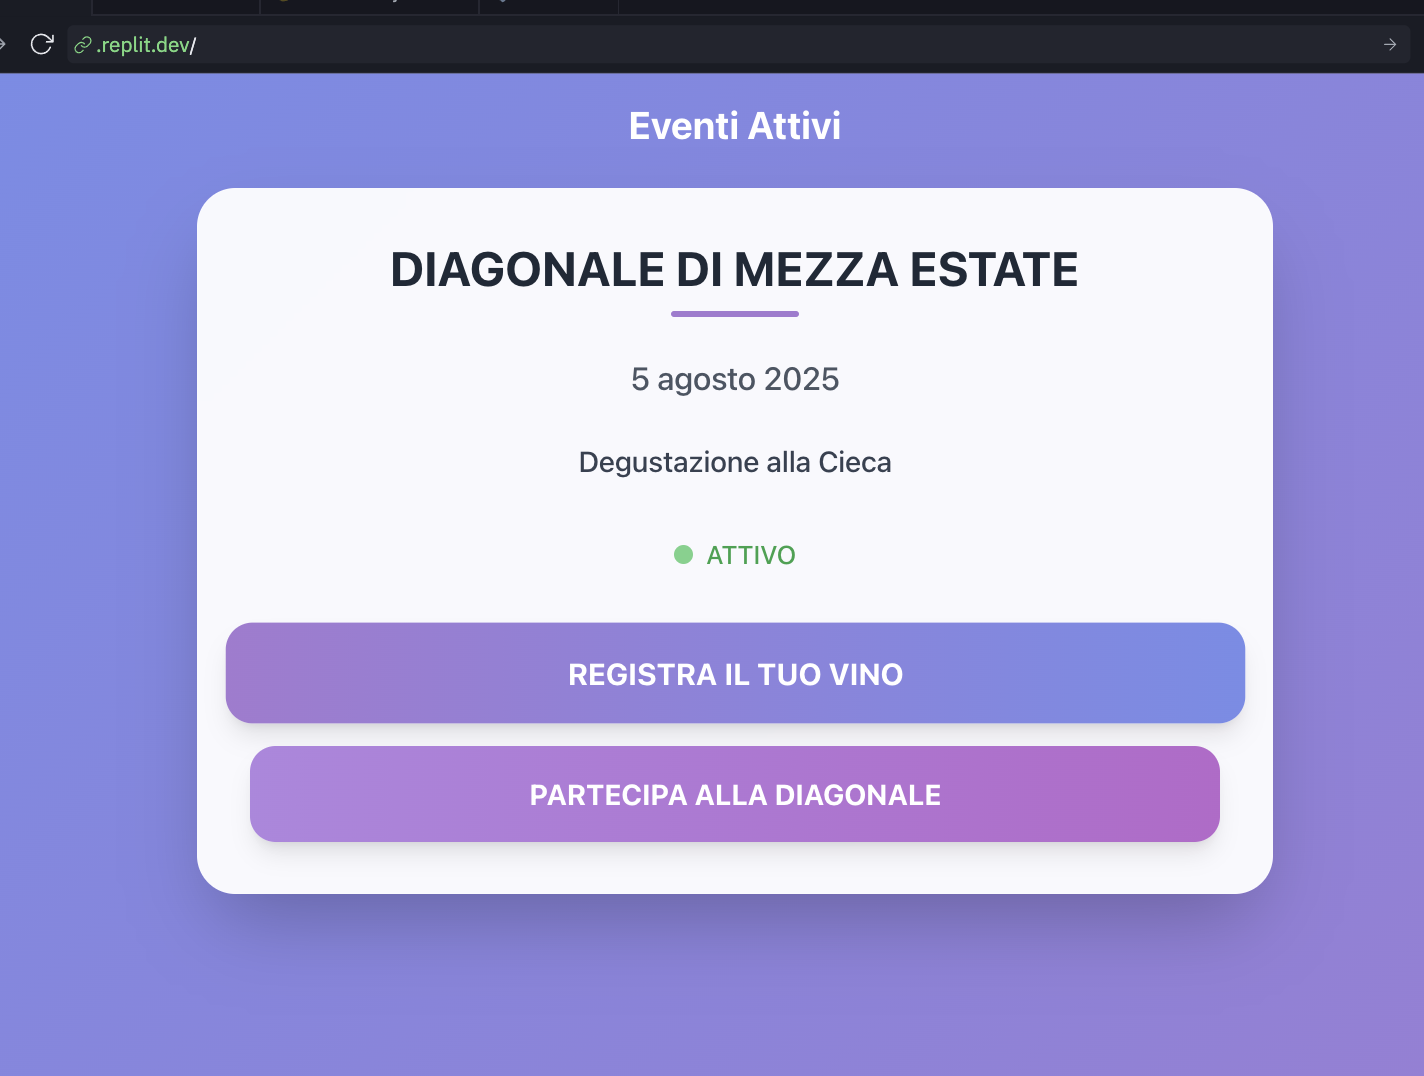 .replit.dev/
Eventi Attivi
DIAGONALE DI MEZZA ESTATE
5 agosto 2025
Degustazione alla Cieca
ATTIVO
REGISTRA IL TUO VINO
PARTECIPA ALLA DIAGONALE